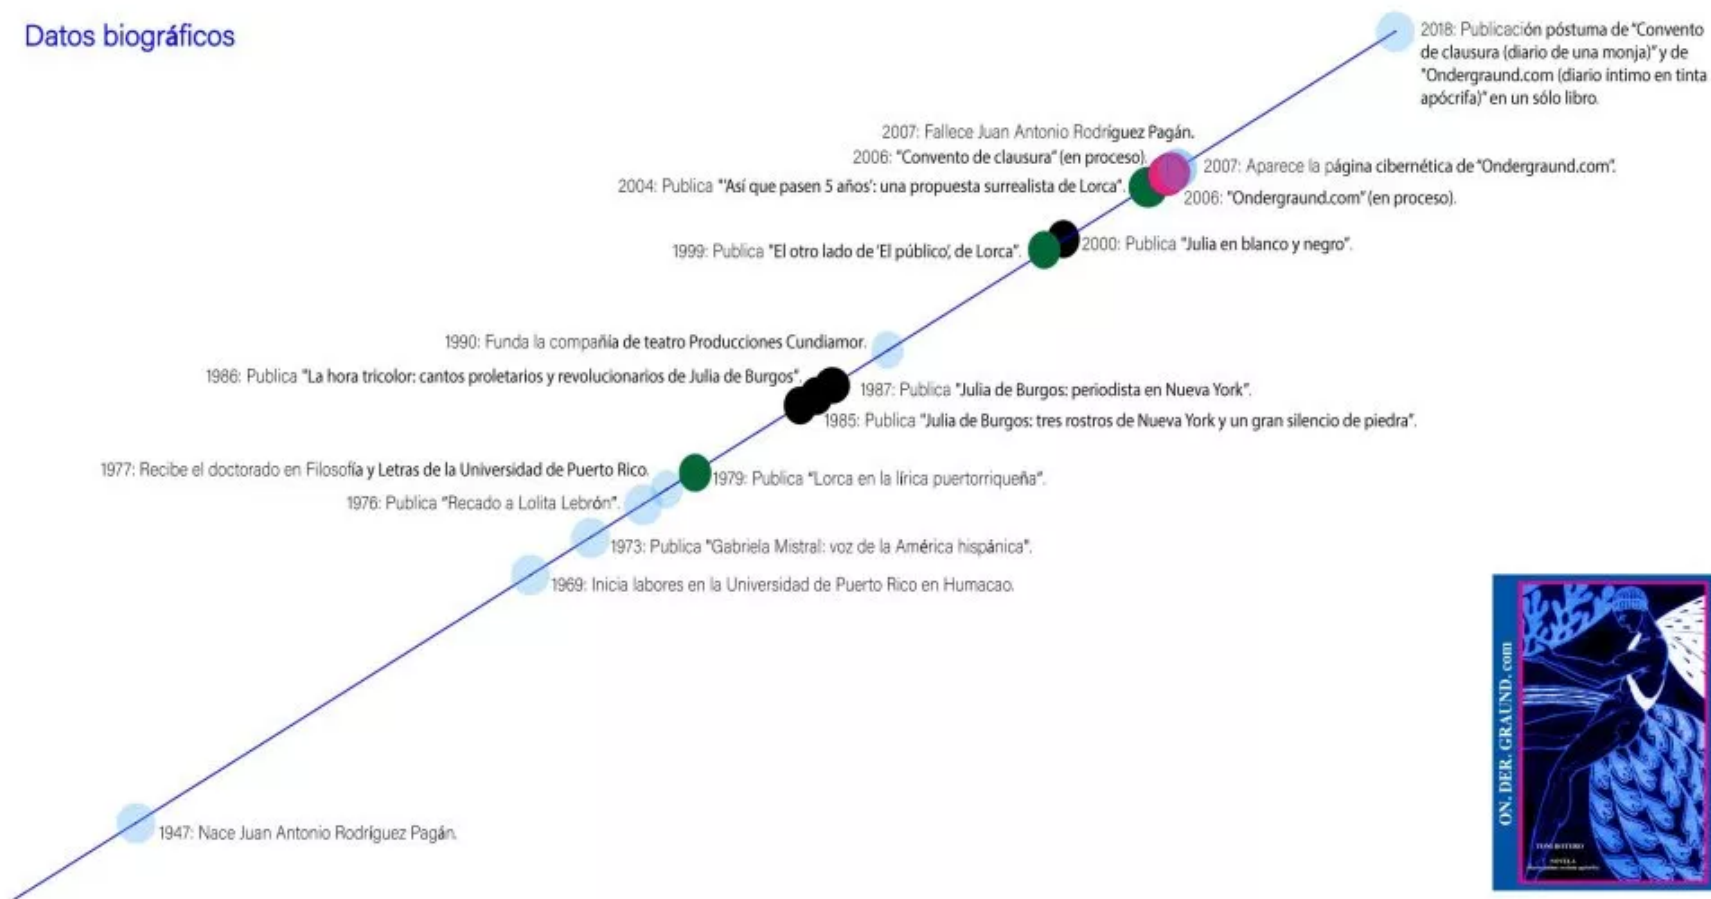 Datos biográficos
2018: Publicación póstuma de "Convento
de clausura (diario de una monja)" y de
"Ondergraund.com (diario íntimo en tinta
apócrifa)" en un sólo libro.
2007: Fallece Juan Antonio Rodríguez Pagán.
2006: "Convento de clausura" (en proceso).
2007: Aparece la página cibernética de "Ondergraund.com".
2004: Publica "'Así que pasen 5 años': una propuesta surrealista de Lorca".
2006: "Ondergraund.com" (en proceso).
1999: Publica "El otro lado de 'El público', de Lorca".
2000: Publica "Julia en blanco y negro".
1990: Funda la compañía de teatro Producciones Cundiamor.
1986: Publica "La hora tricolor: cantos proletarios y revolucionarios de Julia de Burgos".
1987: Publica "Julia de Burgos: periodista en Nueva York".
1985: Publica "Julia de Burgos: tres rostros de Nueva York y un gran silencio de piedra".
1977: Recibe el doctorado en Filosofía y Letras de la Universidad de Puerto Rico.
1979: Publica "Lorca en la lírica puertorriqueña".
1976: Publica "Recado a Lolita Lebrón".
1973: Publica "Gabriela Mistral: voz de la América hispánica".
1969: Inicia labores en la Universidad de Puerto Rico en Humacao.
1947: Nace Juan Antonio Rodríguez Pagán.
ON. DER. GRAUND. com
TONI BOTERO
NOVELA